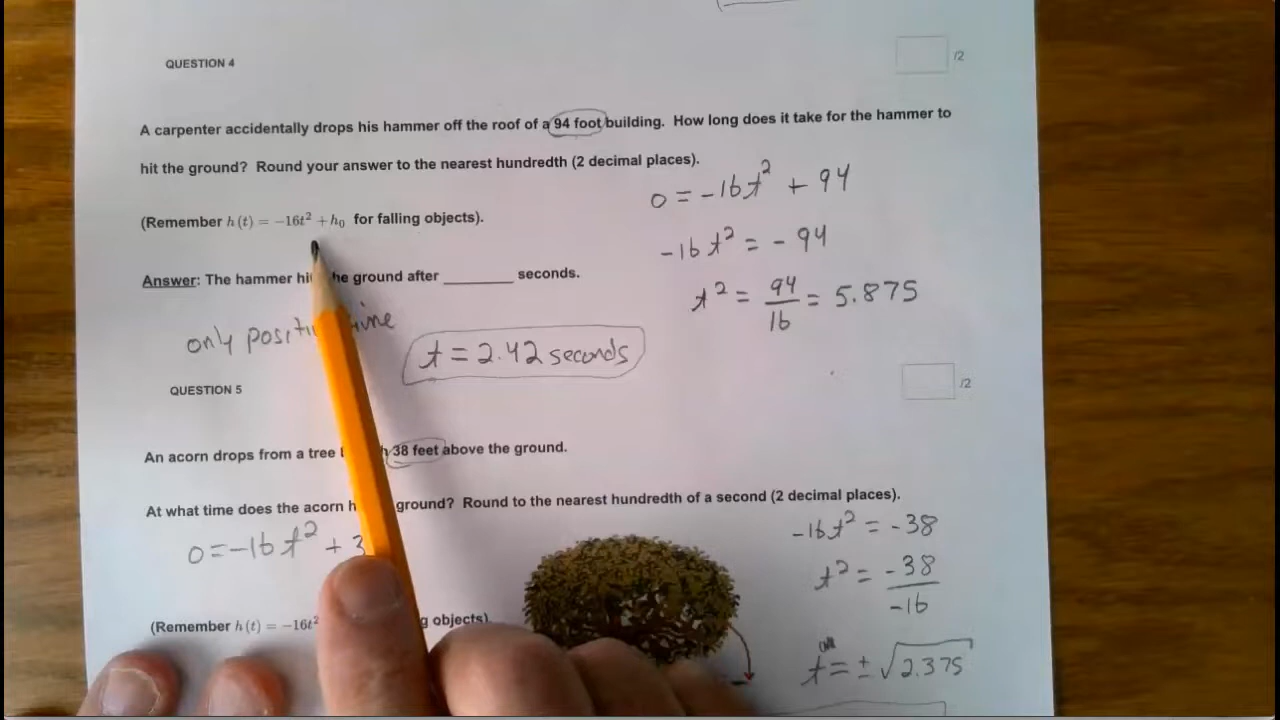 QUESTION 4
/2
A carpenter accidentally drops his hammer off the roof of a 94 foot building. How long does it take for the hammer to
hit the ground? Round your answer to the nearest hundredth (2 decimal places).
0 = -16t² + 94
(Remember h(t) = −16t² + h₀ for falling objects).
-16t² = -94
Answer: The hammer the ground after ______ seconds.
t² = 94/16 = 5.875
only
t = 2.42 seconds
QUESTION 5
/2
An acorn drops from a tree 38 feet above the ground.
At what time does the acorn ground? Round to the nearest hundredth of a second (2 decimal places).
0 = -16t² + 3
-16t² = -38
t² = -38/-16
(Remember h(t) = −16t² objects).
t = ± √2.375